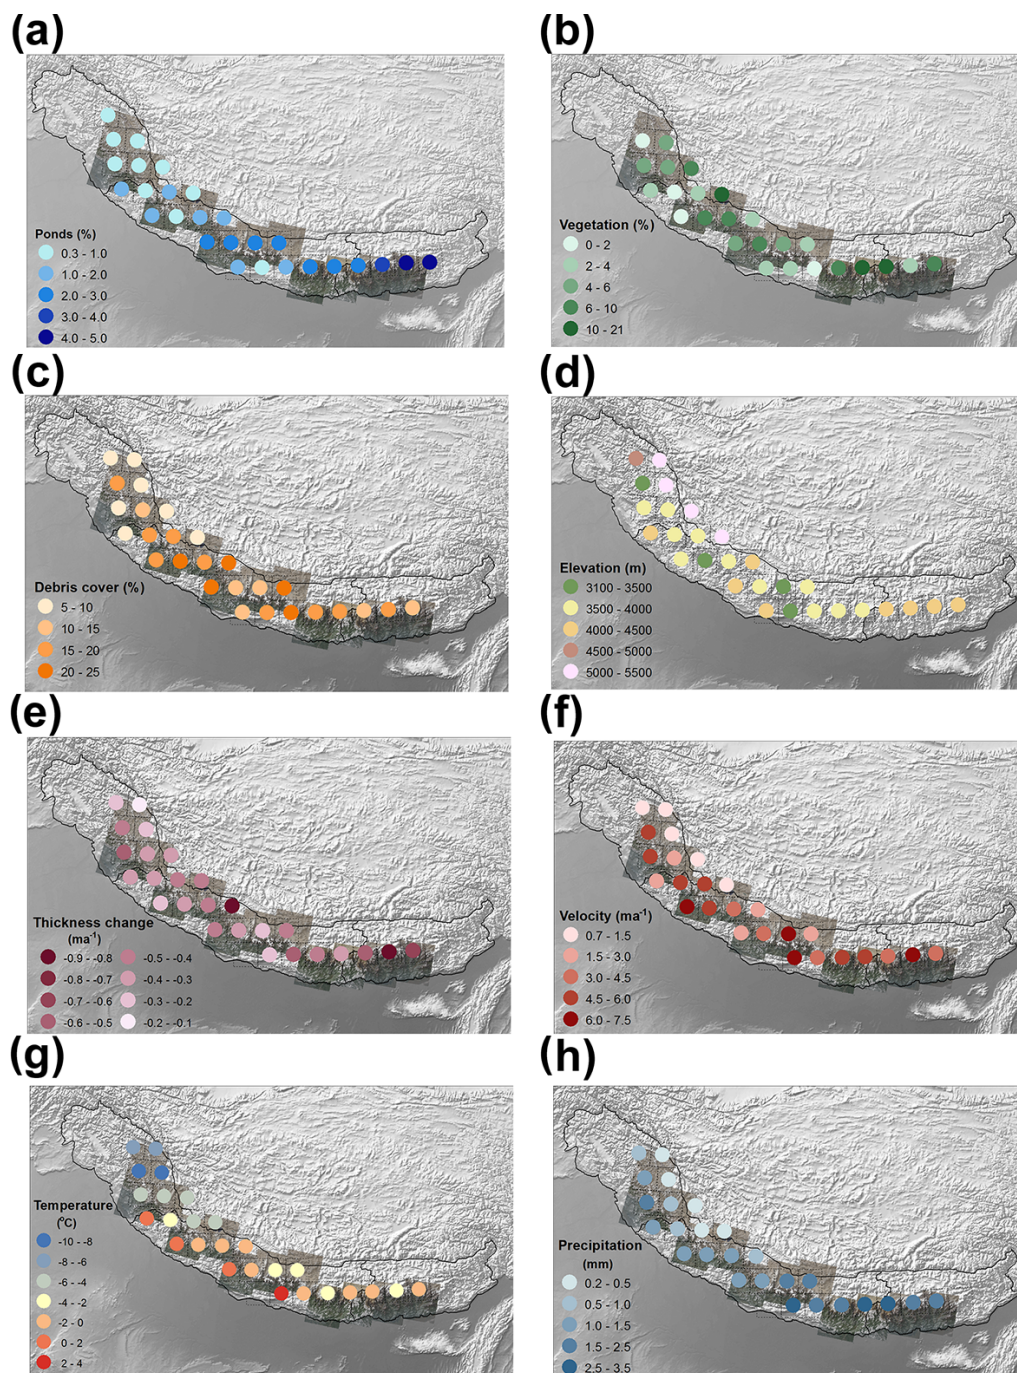 (a)
Ponds (%)
0.3 - 1.0
1.0 - 2.0
2.0 - 3.0
3.0 - 4.0
4.0 - 5.0
(b)
Vegetation (%)
0 - 2
2 - 4
4 - 6
6 - 10
10 - 21
(c)
Debris cover (%)
5 - 10
10 - 15
15 - 20
20 - 25
(d)
Elevation (m)
3100 - 3500
3500 - 4000
4000 - 4500
4500 - 5000
5000 - 5500
(e)
Thickness change
(ma⁻¹)
-0.9 - -0.8
-0.8 - -0.7
-0.7 - -0.6
-0.6 - -0.5
-0.5 - -0.4
-0.4 - -0.3
-0.3 - -0.2
-0.2 - -0.1
(f)
Velocity (ma⁻¹)
0.7 - 1.5
1.5 - 3.0
3.0 - 4.5
4.5 - 6.0
6.0 - 7.5
(g)
Temperature
(°C)
-10 - -8
-8 - -6
-6 - -4
-4 - -2
-2 - 0
0 - 2
2 - 4
(h)
Precipitation
(mm)
0.2 - 0.5
0.5 - 1.0
1.0 - 1.5
1.5 - 2.5
2.5 - 3.5